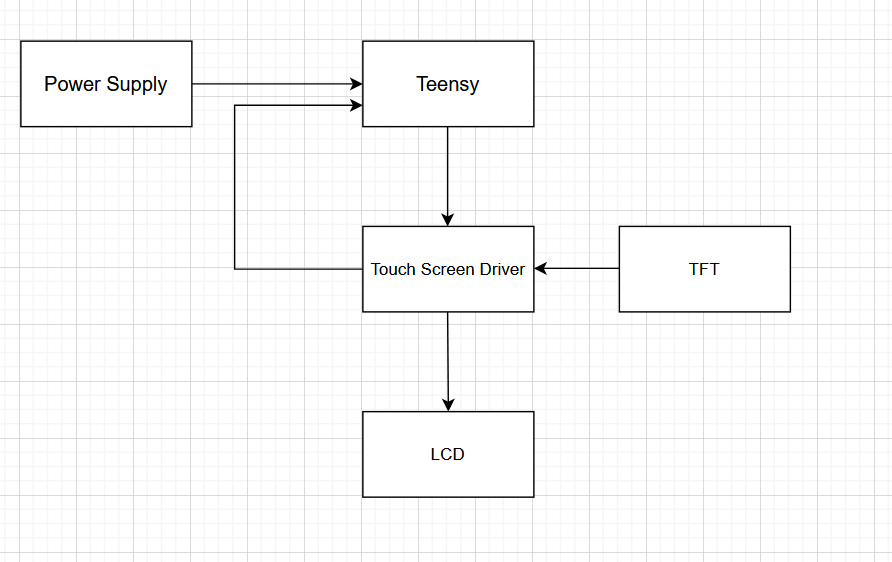 Power Supply
Teensy
Touch Screen Driver
TFT
LCD